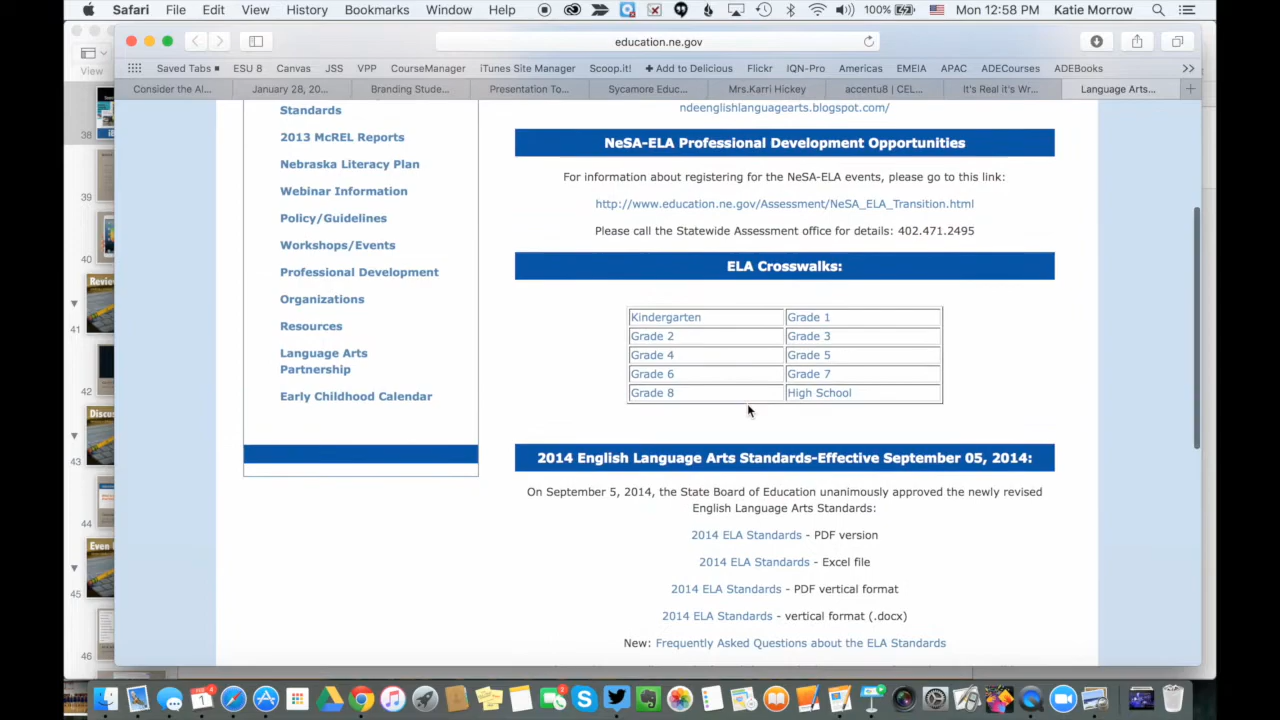 Safari File Edit View History Bookmarks Window Help 100% Mon 12:58 PM Katie Morrow
education.ne.gov
View
Saved Tabs ESU 8 Canvas JSS VPP CourseManager iTunes Site Manager Scoop.it! + Add to Delicious Flickr IQN-Pro Americas EMEIA APAC ADECourses ADEBooks
Consider the Al... January 28, 20... Branding Stude... Presentation To... Sycamore Educ... Mrs.Karri Hickey... accentu8 | CEL... It's Real it's Wr... Language Arts...
Standards
2013 McREL Reports
Nebraska Literacy Plan
Webinar Information
Policy/Guidelines
Workshops/Events
Professional Development
Organizations
Resources
Language Arts
Partnership
Early Childhood Calendar
ndeenglishlanguagearts.blogspot.com/
NeSA-ELA Professional Development Opportunities
For information about registering for the NeSA-ELA events, please go to this link:
http://www.education.ne.gov/Assessment/NeSA_ELA_Transition.html
Please call the Statewide Assessment office for details: 402.471.2495
ELA Crosswalks:
Kindergarten Grade 1
Grade 2 Grade 3
Grade 4 Grade 5
Grade 6 Grade 7
Grade 8 High School
2014 English Language Arts Standards-Effective September 05, 2014:
On September 5, 2014, the State Board of Education unanimously approved the newly revised
English Language Arts Standards:
2014 ELA Standards - PDF version
2014 ELA Standards - Excel file
2014 ELA Standards - PDF vertical format
2014 ELA Standards - vertical format (.docx)
New: Frequently Asked Questions about the ELA Standards
38
39
40
Review
41
42
Discus
43
44
Even
45
46